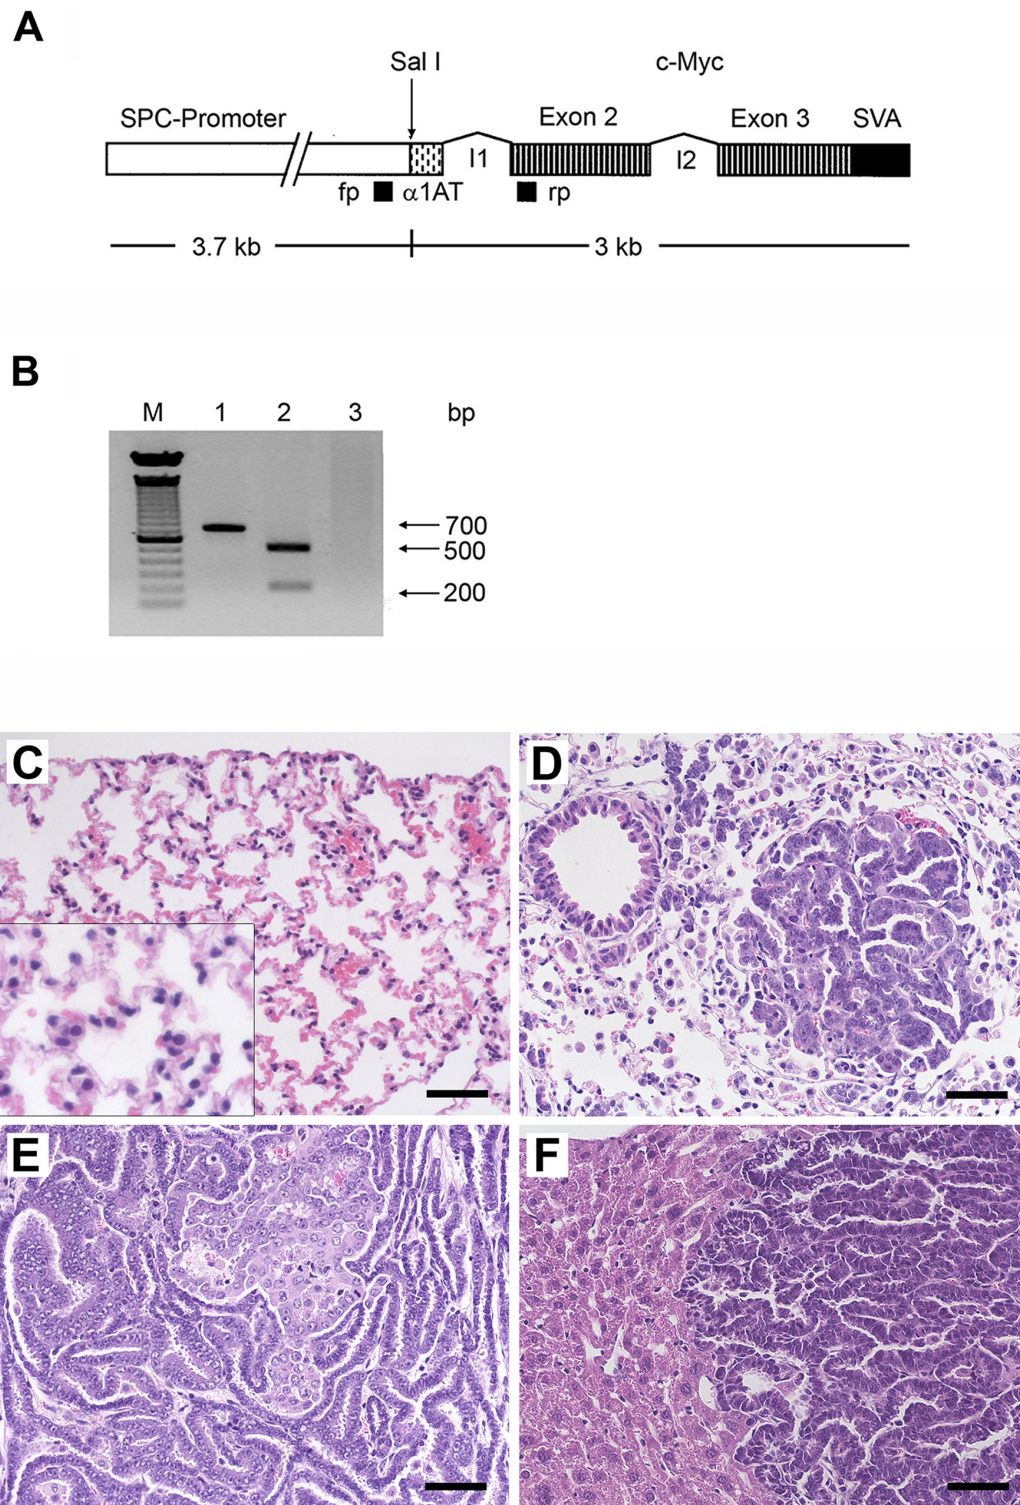 A
Sal I
c-Myc
SPC-Promoter
Exon 2
Exon 3
SVA
I1
I2
fp
α1AT
rp
3.7 kb
3 kb
B
M 1 2 3 bp
700
500
200
C
D
E
F